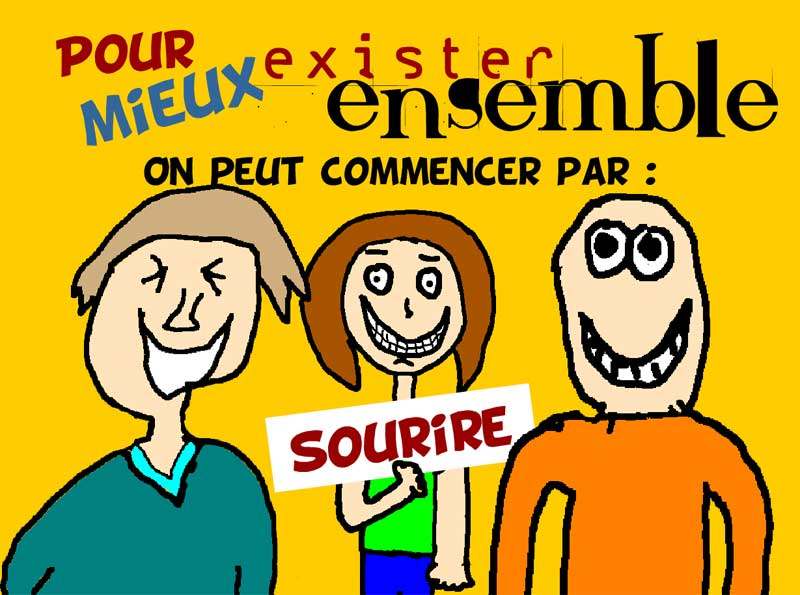 POUR
MiEUX exister
ensemble
ON PEUT COMMENCER PAR :
SOURiRE